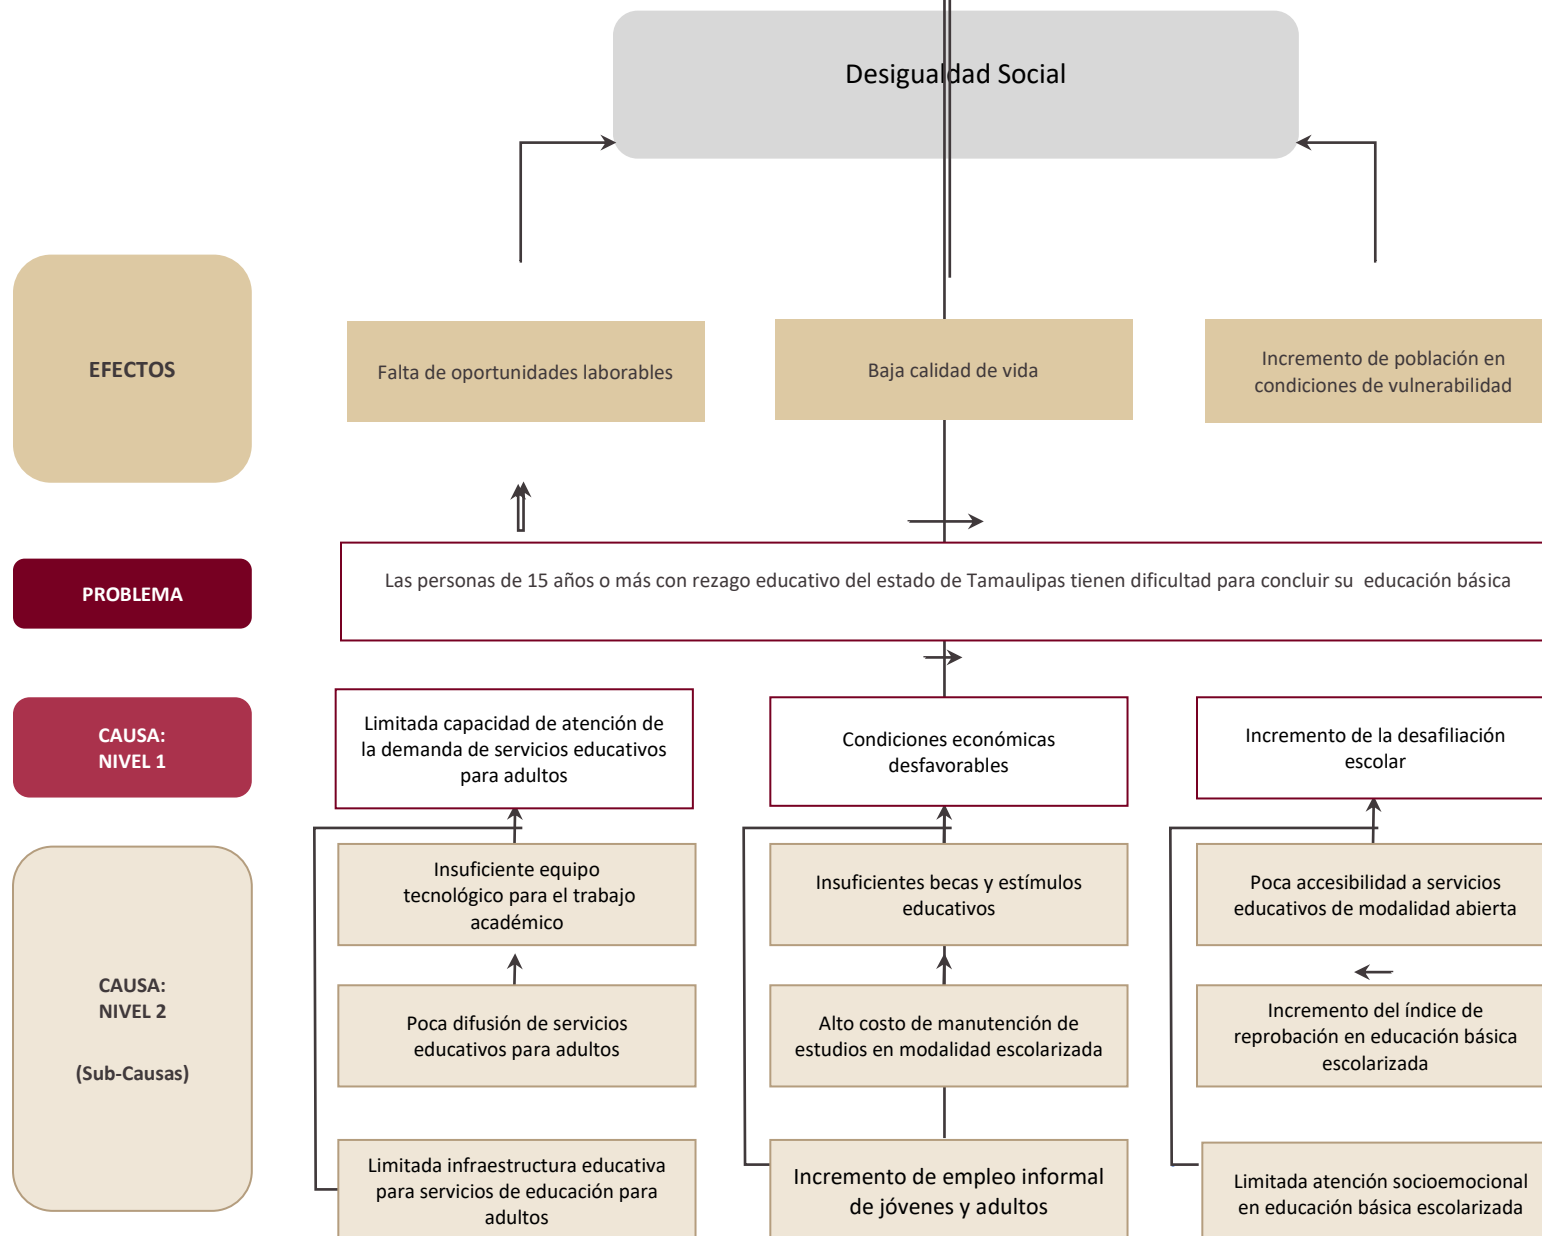 Desigualdad Social
EFECTOS
Falta de oportunidades laborables
Baja calidad de vida
Incremento de población en
condiciones de vulnerabilidad
PROBLEMA
Las personas de 15 años o más con rezago educativo del estado de Tamaulipas tienen dificultad para concluir su educación básica
CAUSA:
NIVEL 1
Limitada capacidad de atención de
la demanda de servicios educativos
para adultos
Condiciones económicas
desfavorables
Incremento de la desafiliación
escolar
CAUSA:
NIVEL 2
(Sub-Causas)
Insuficiente equipo
tecnológico para el trabajo
académico
Insuficientes becas y estímulos
educativos
Poca accesibilidad a servicios
educativos de modalidad abierta
Poca difusión de servicios
educativos para adultos
Alto costo de manutención de
estudios en modalidad escolarizada
Incremento del índice de
reprobación en educación básica
escolarizada
Limitada infraestructura educativa
para servicios de educación para
adultos
Incremento de empleo informal
de jóvenes y adultos
Limitada atención socioemocional
en educación básica escolarizada